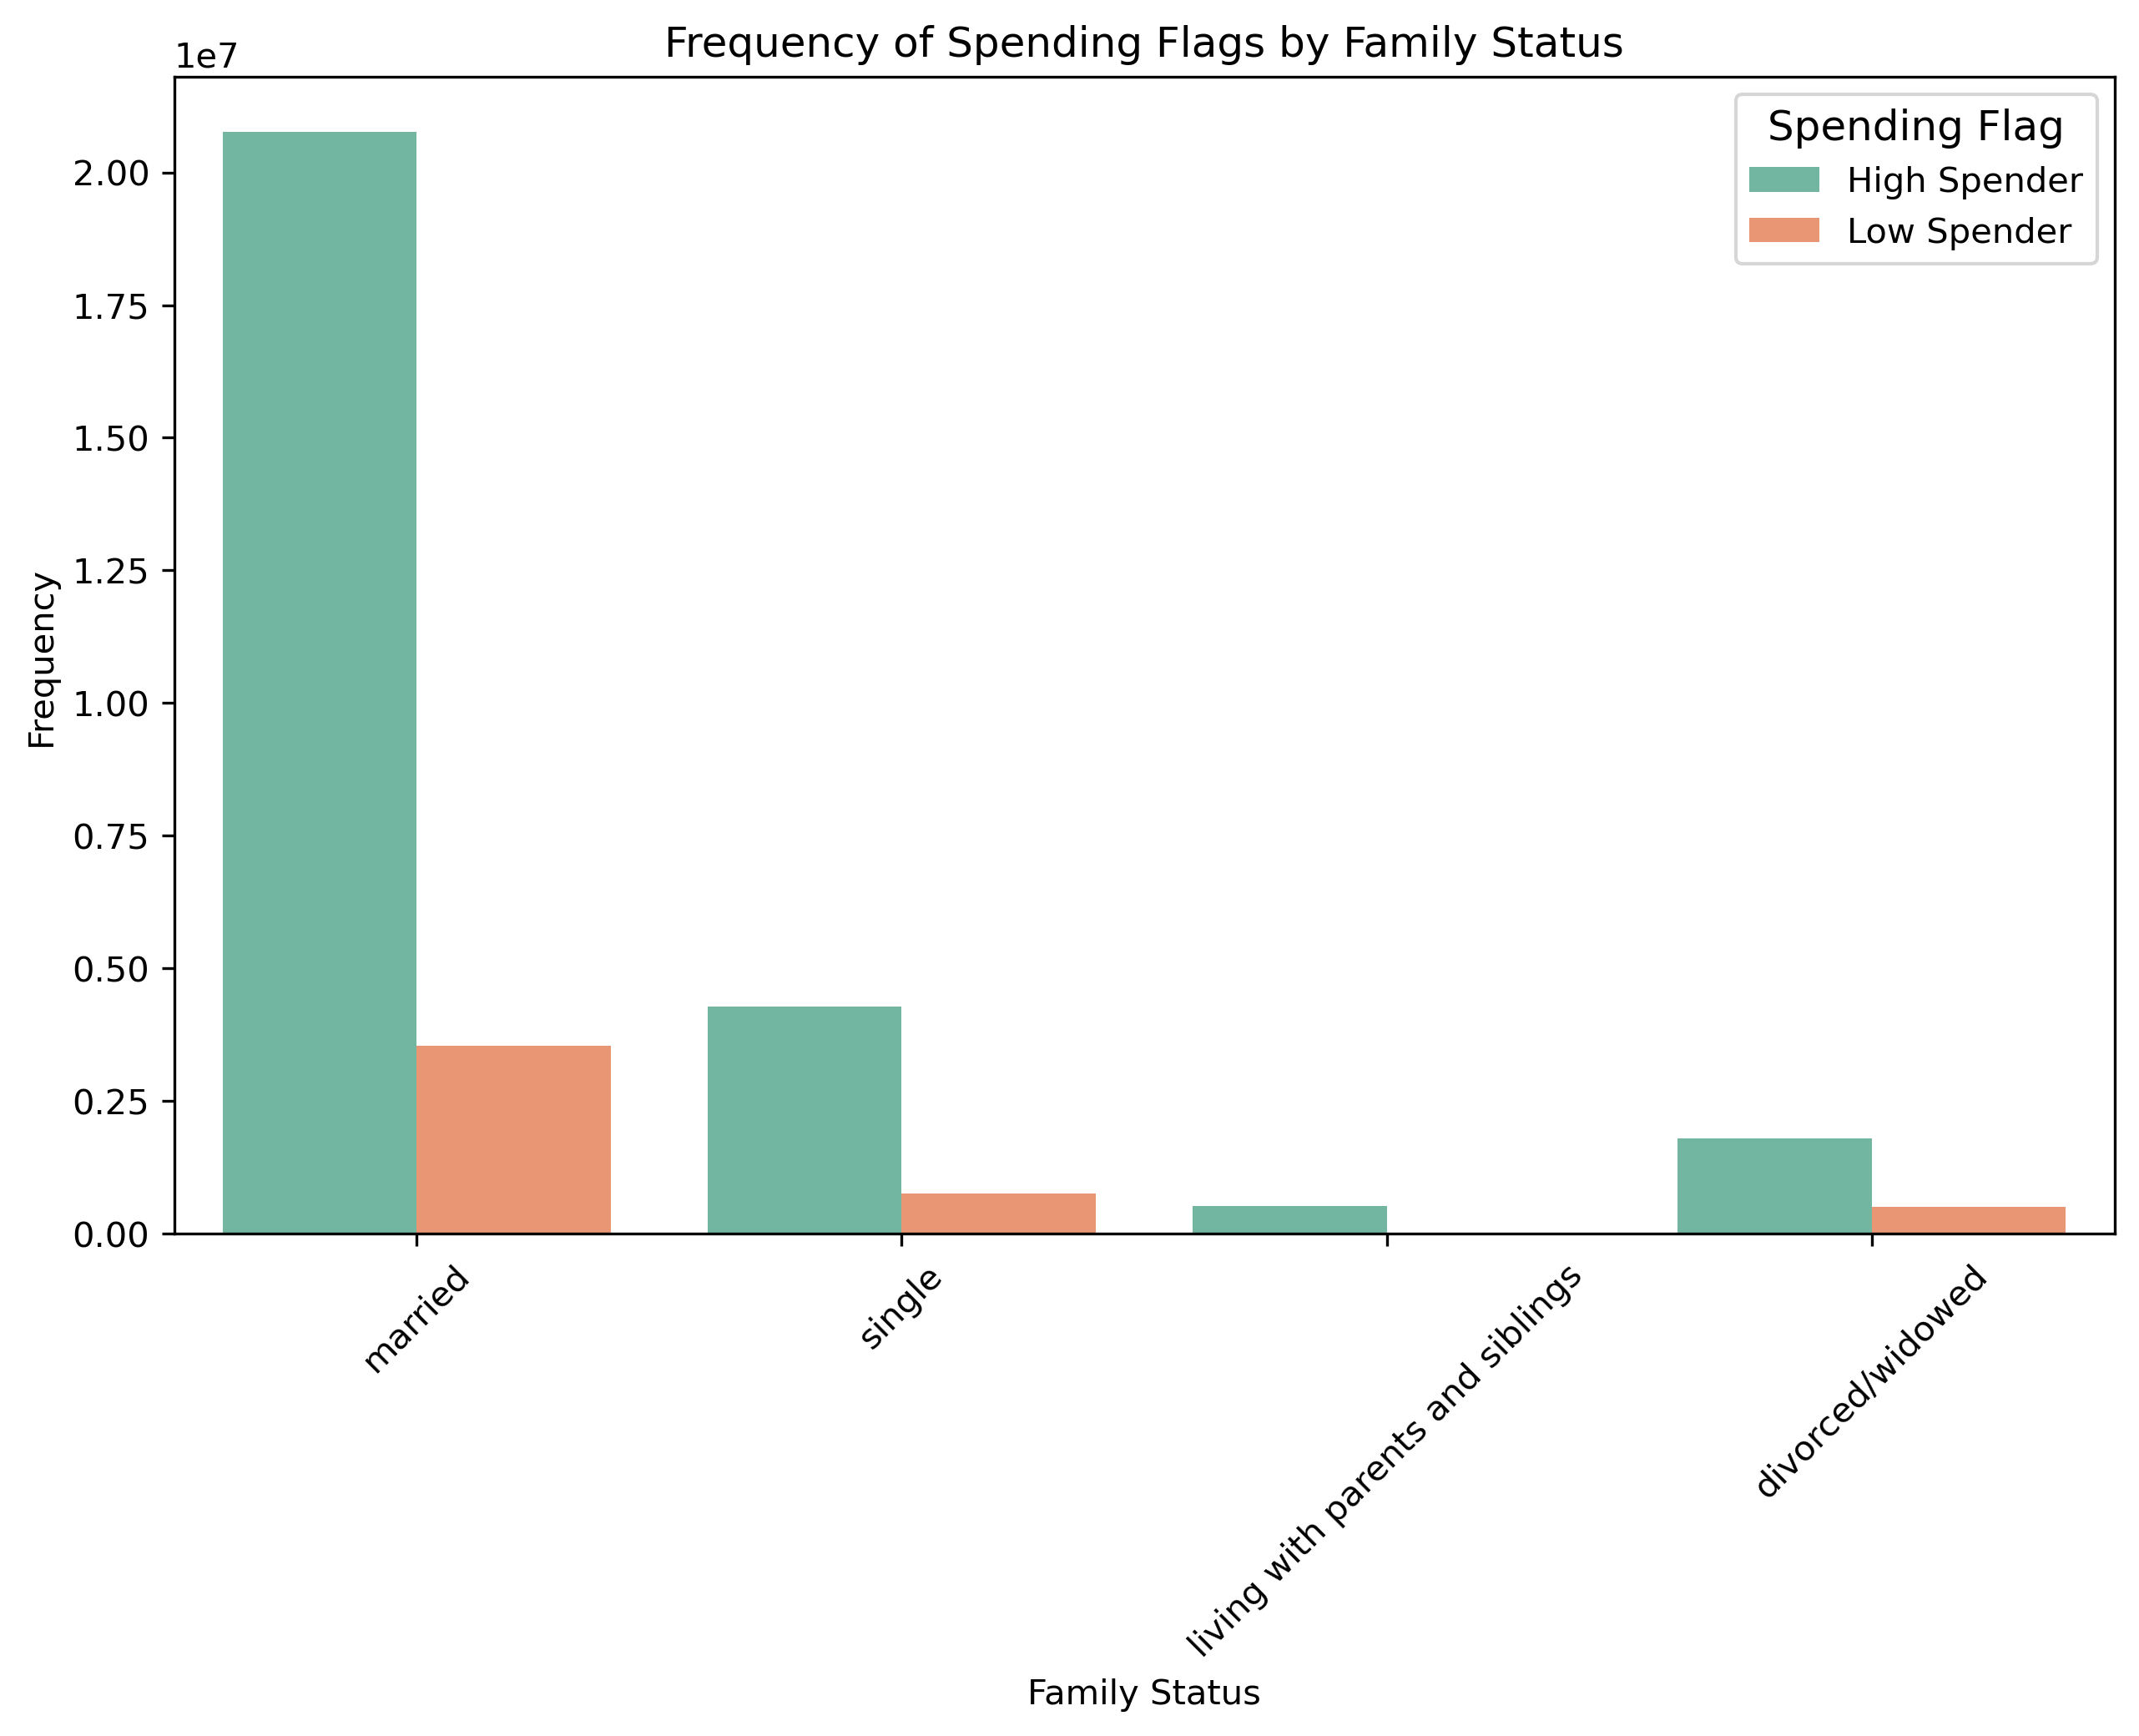 Frequency of Spending Flags by Family Status
1e7
Spending Flag
High Spender
Low Spender
2.00
1.75
1.50
1.25
1.00
0.75
0.50
0.25
0.00
Frequency
married
single
living with parents and siblings
divorced/widowed
Family Status